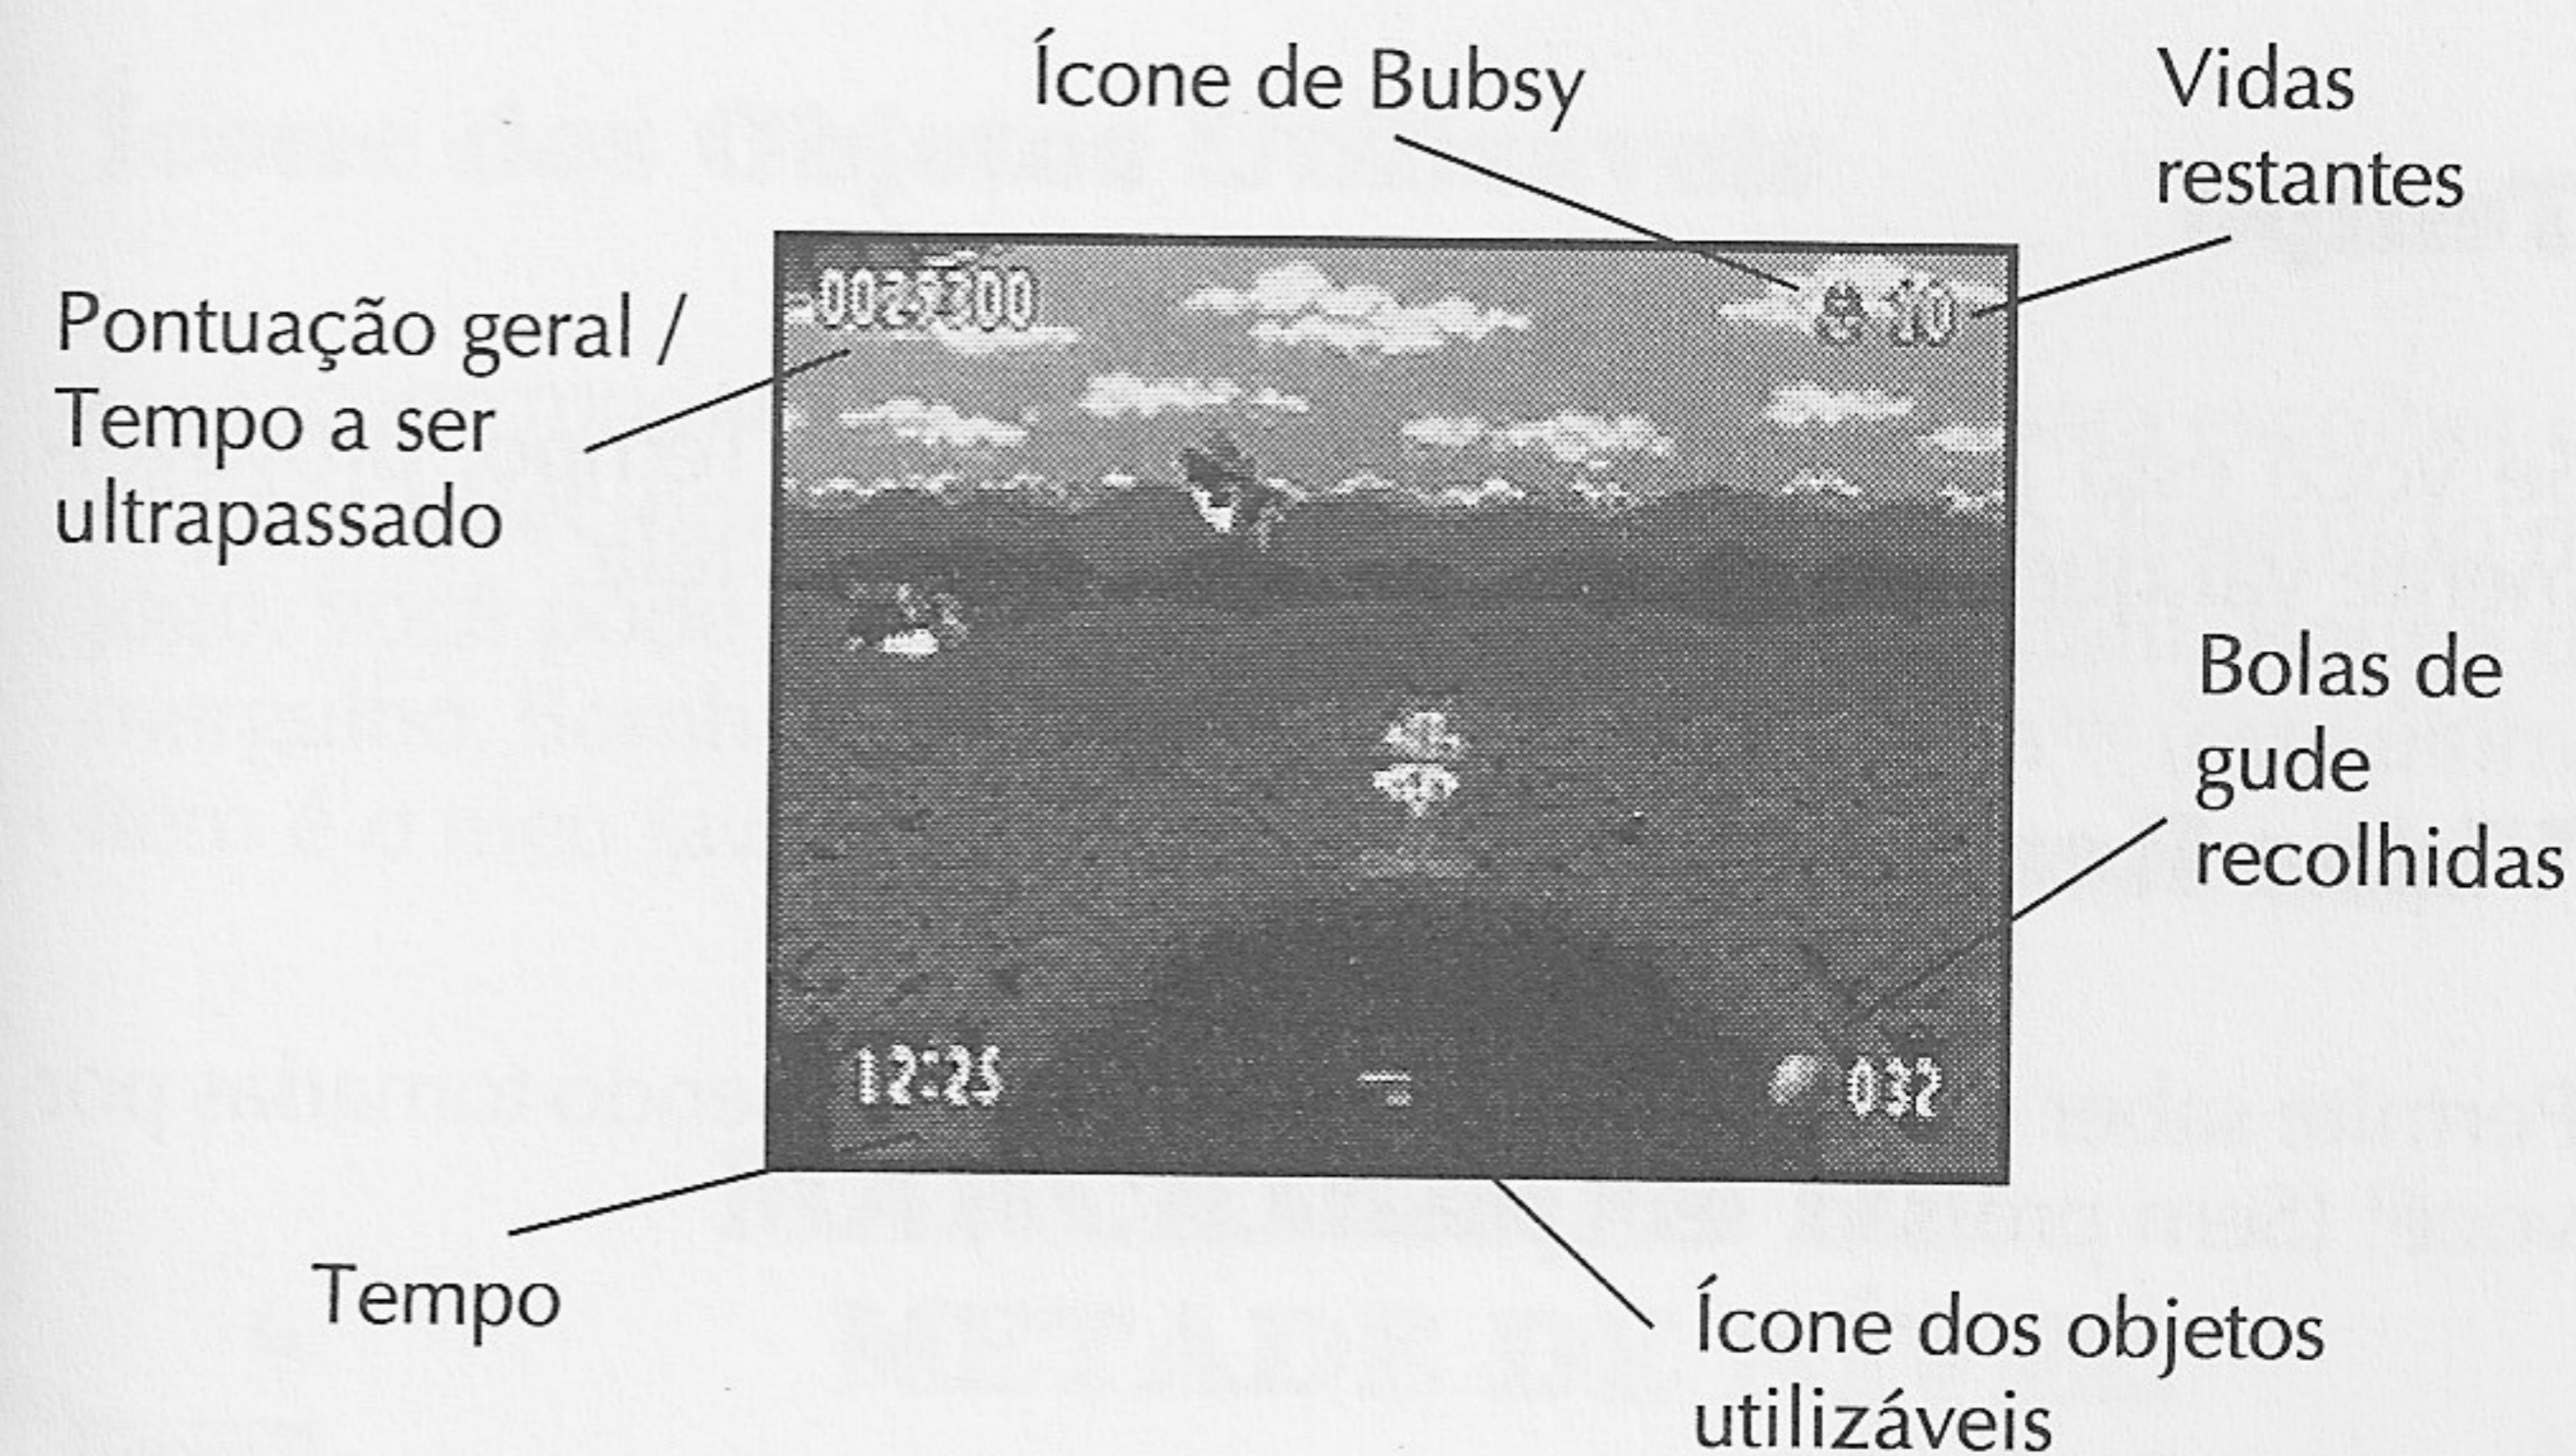 Ícone de Bubsy
Vidas
restantes
Pontuação geral /
Tempo a ser
ultrapassado
0025300
10
Bolas de
gude
recolhidas
12:25
032
Tempo
Ícone dos objetos
utilizáveis